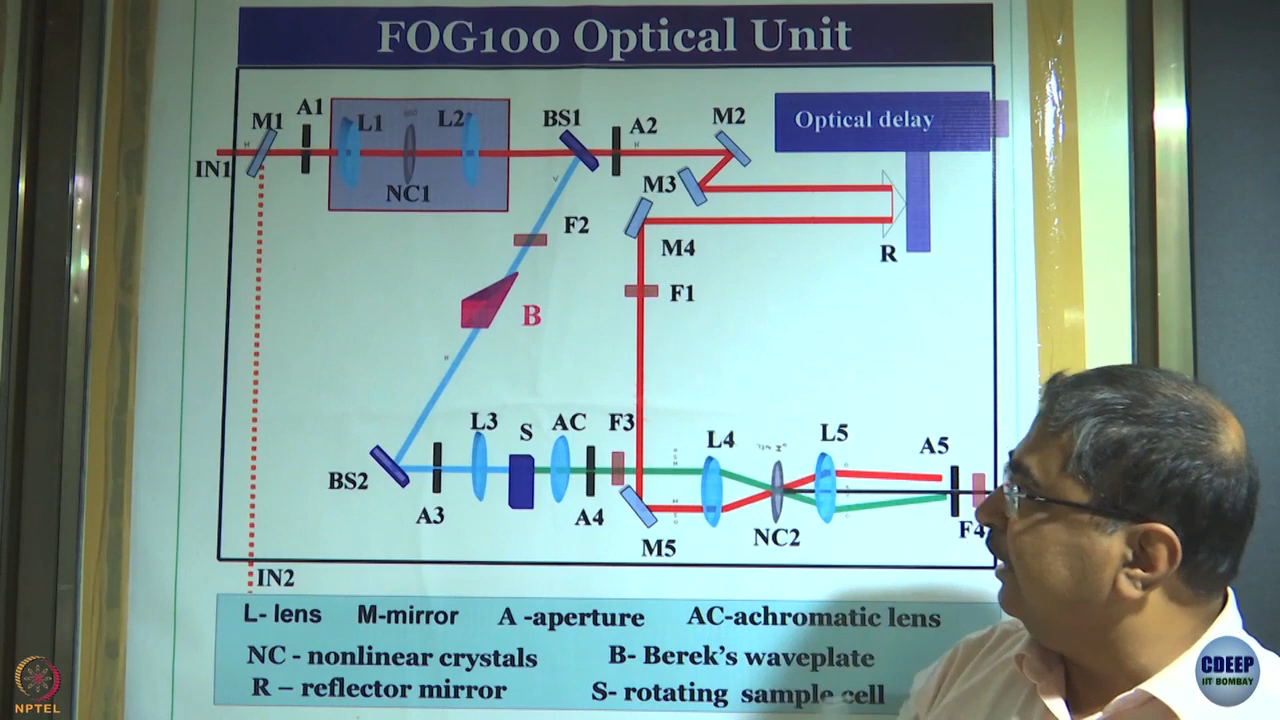 FOG100 Optical Unit
IN1
M1
A1
L1
NC1
L2
BS1
A2
M2
Optical delay
M3
M4
R
F2
F1
B
BS2
A3
L3
S
AC
A4
F3
M5
L4
NC2
L5
A5
F4
IN2
L- lens M-mirror A -aperture AC-achromatic lens
NC - nonlinear crystals B- Berek's waveplate
R – reflector mirror S- rotating sample cell
NPTEL
CDEEP
IIT BOMBAY